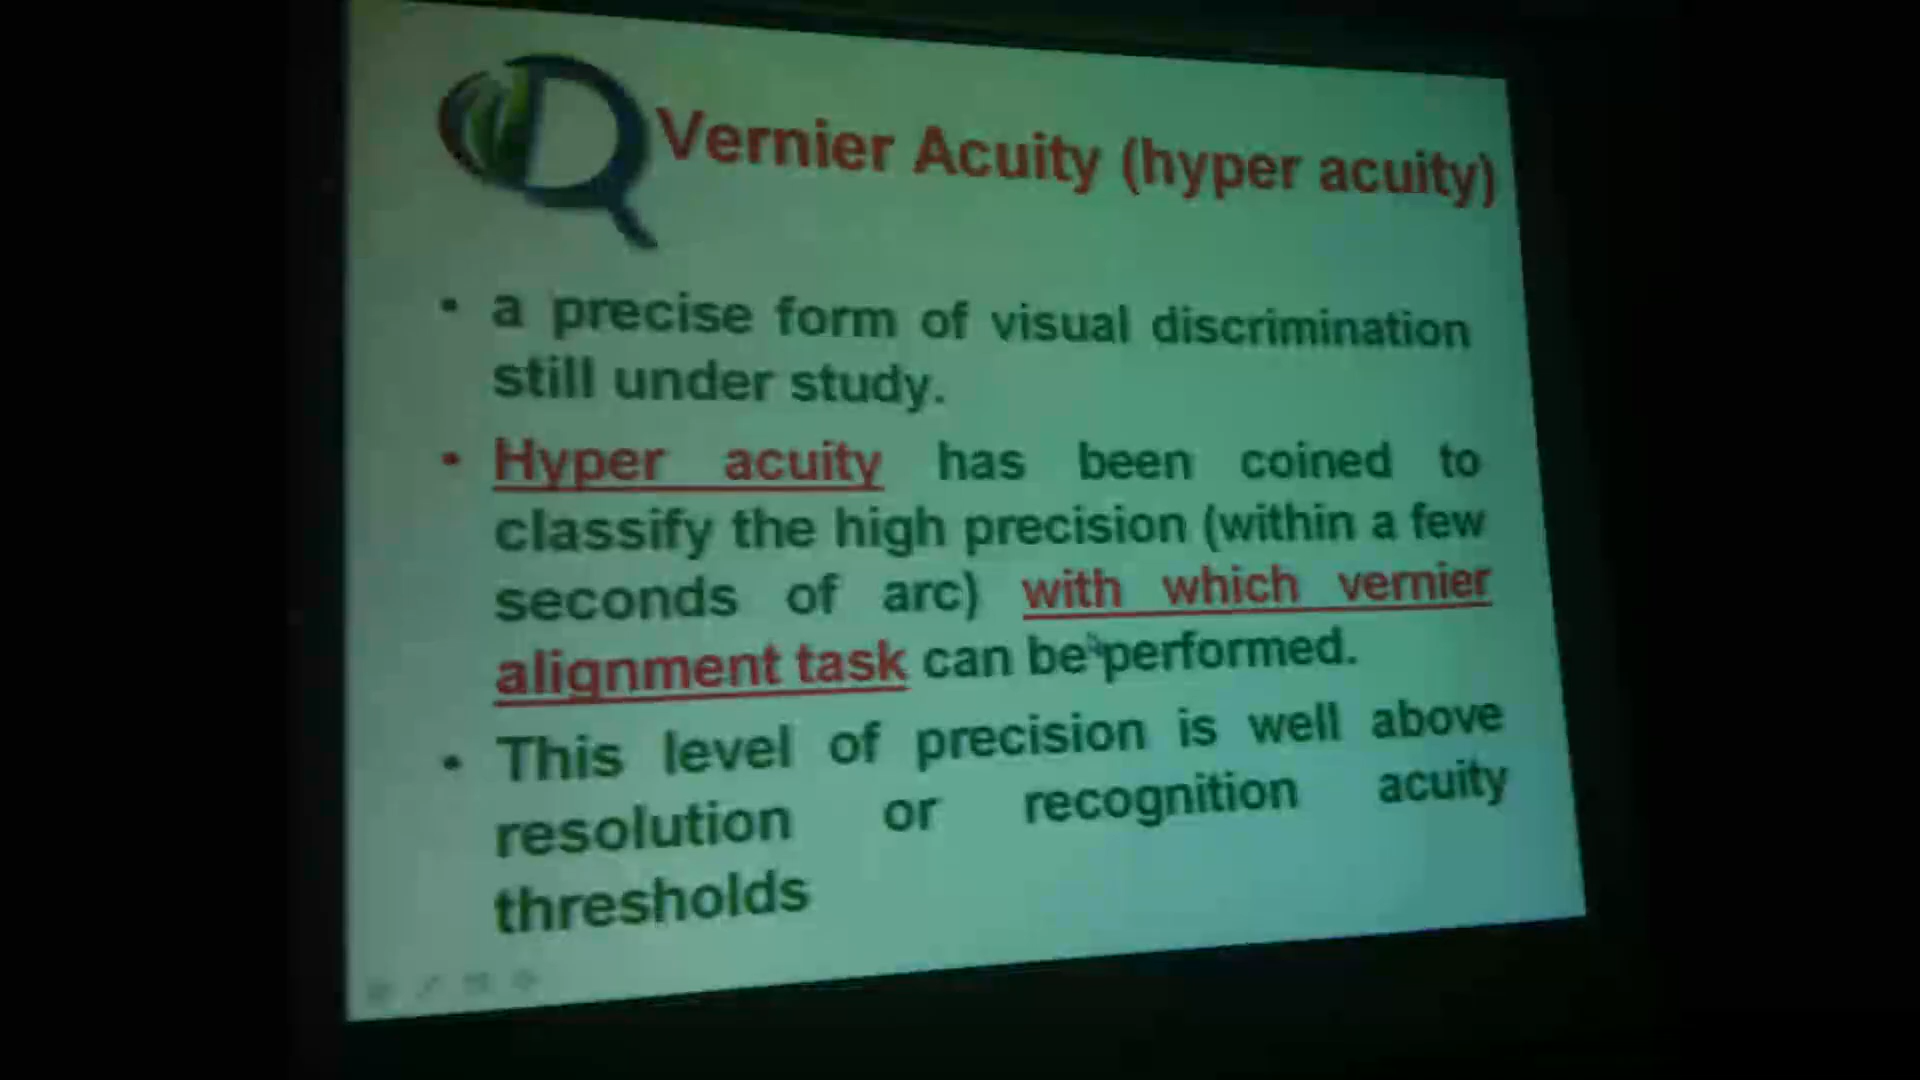 Vernier Acuity (hyper acuity)
• a precise form of visual discrimination
still under study.
• Hyper acuity has been coined to
classify the high precision (within a few
seconds of arc) with which vernier
alignment task can be performed.
• This level of precision is well above
resolution or recognition acuity
thresholds